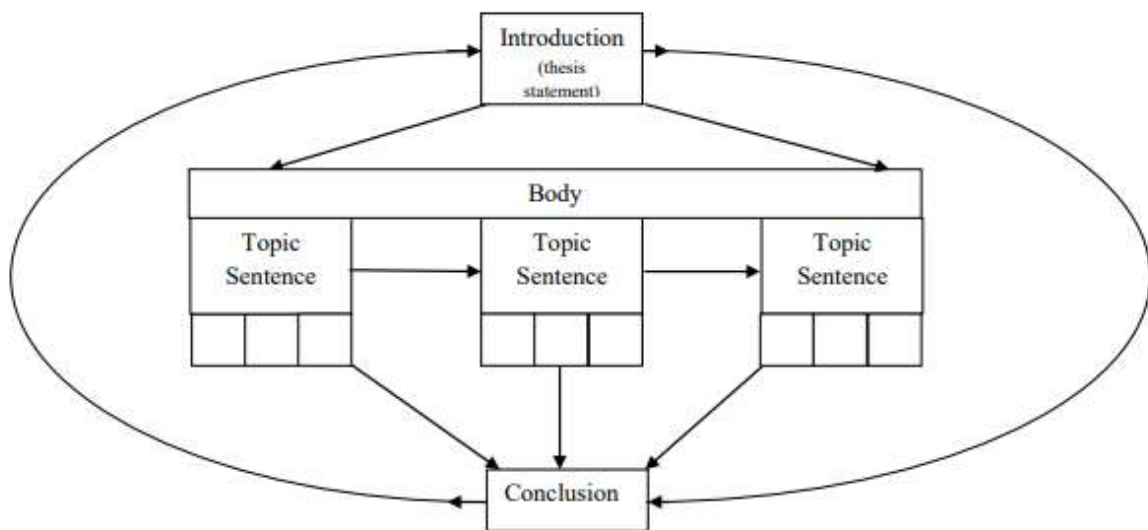 Introduction
(thesis
statement)
Body
Topic
Sentence
Topic
Sentence
Topic
Sentence
Conclusion